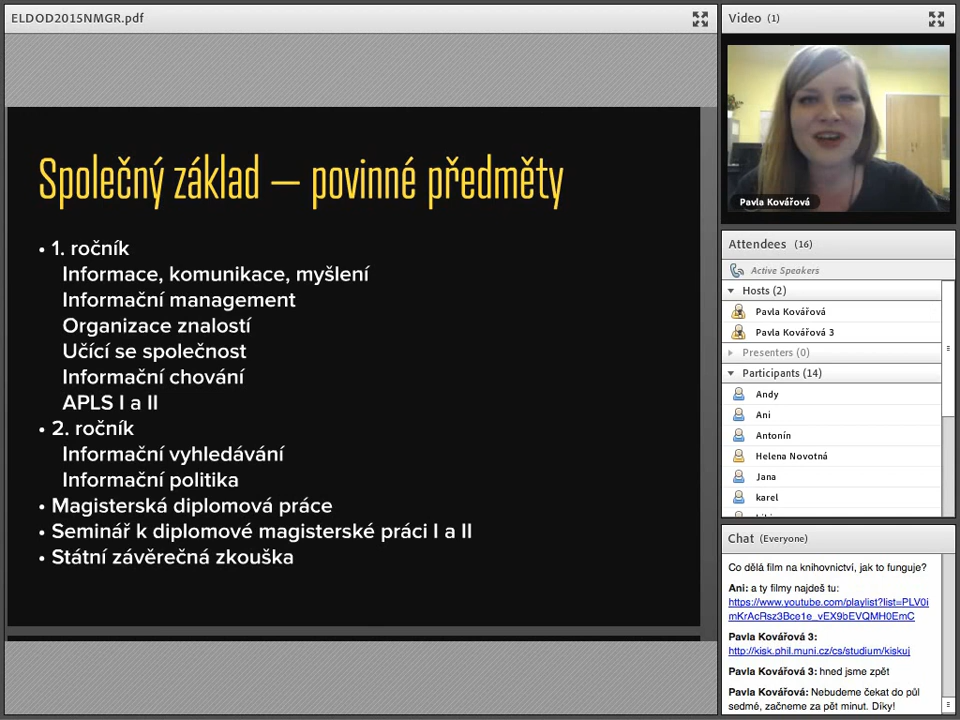 ELDOD2015NMGR.pdf
Společný základ — povinné předměty
• 1. ročník
Informace, komunikace, myšlení
Informační management
Organizace znalostí
Učící se společnost
Informační chování
APLS I a II
• 2. ročník
Informační vyhledávání
Informační politika
• Magisterská diplomová práce
• Seminář k diplomové magisterské práci I a II
• Státní závěrečná zkouška
Video (1)
Pavla Kovářová
Attendees (16)
Active Speakers
Hosts (2)
Pavla Kovářová
Pavla Kovářová 3
Presenters (0)
Participants (14)
Andy
Ani
Antonín
Helena Novotná
Jana
karel
Chat (Everyone)
Co dělá film na knihovnictví, jak to funguje?
Ani: a ty filmy najdeš tu:
https://www.youtube.com/playlist?list=PLV0i
mKrAcRsz3Bce1e_vEX9bEVQMH0EmC
Pavla Kovářová 3:
http://kisk.phil.muni.cz/cs/studium/kiskuj
Pavla Kovářová 3: hned jsme zpět
Pavla Kovářová: Nebudeme čekat do půl
sedmé, začneme za pět minut. Díky!